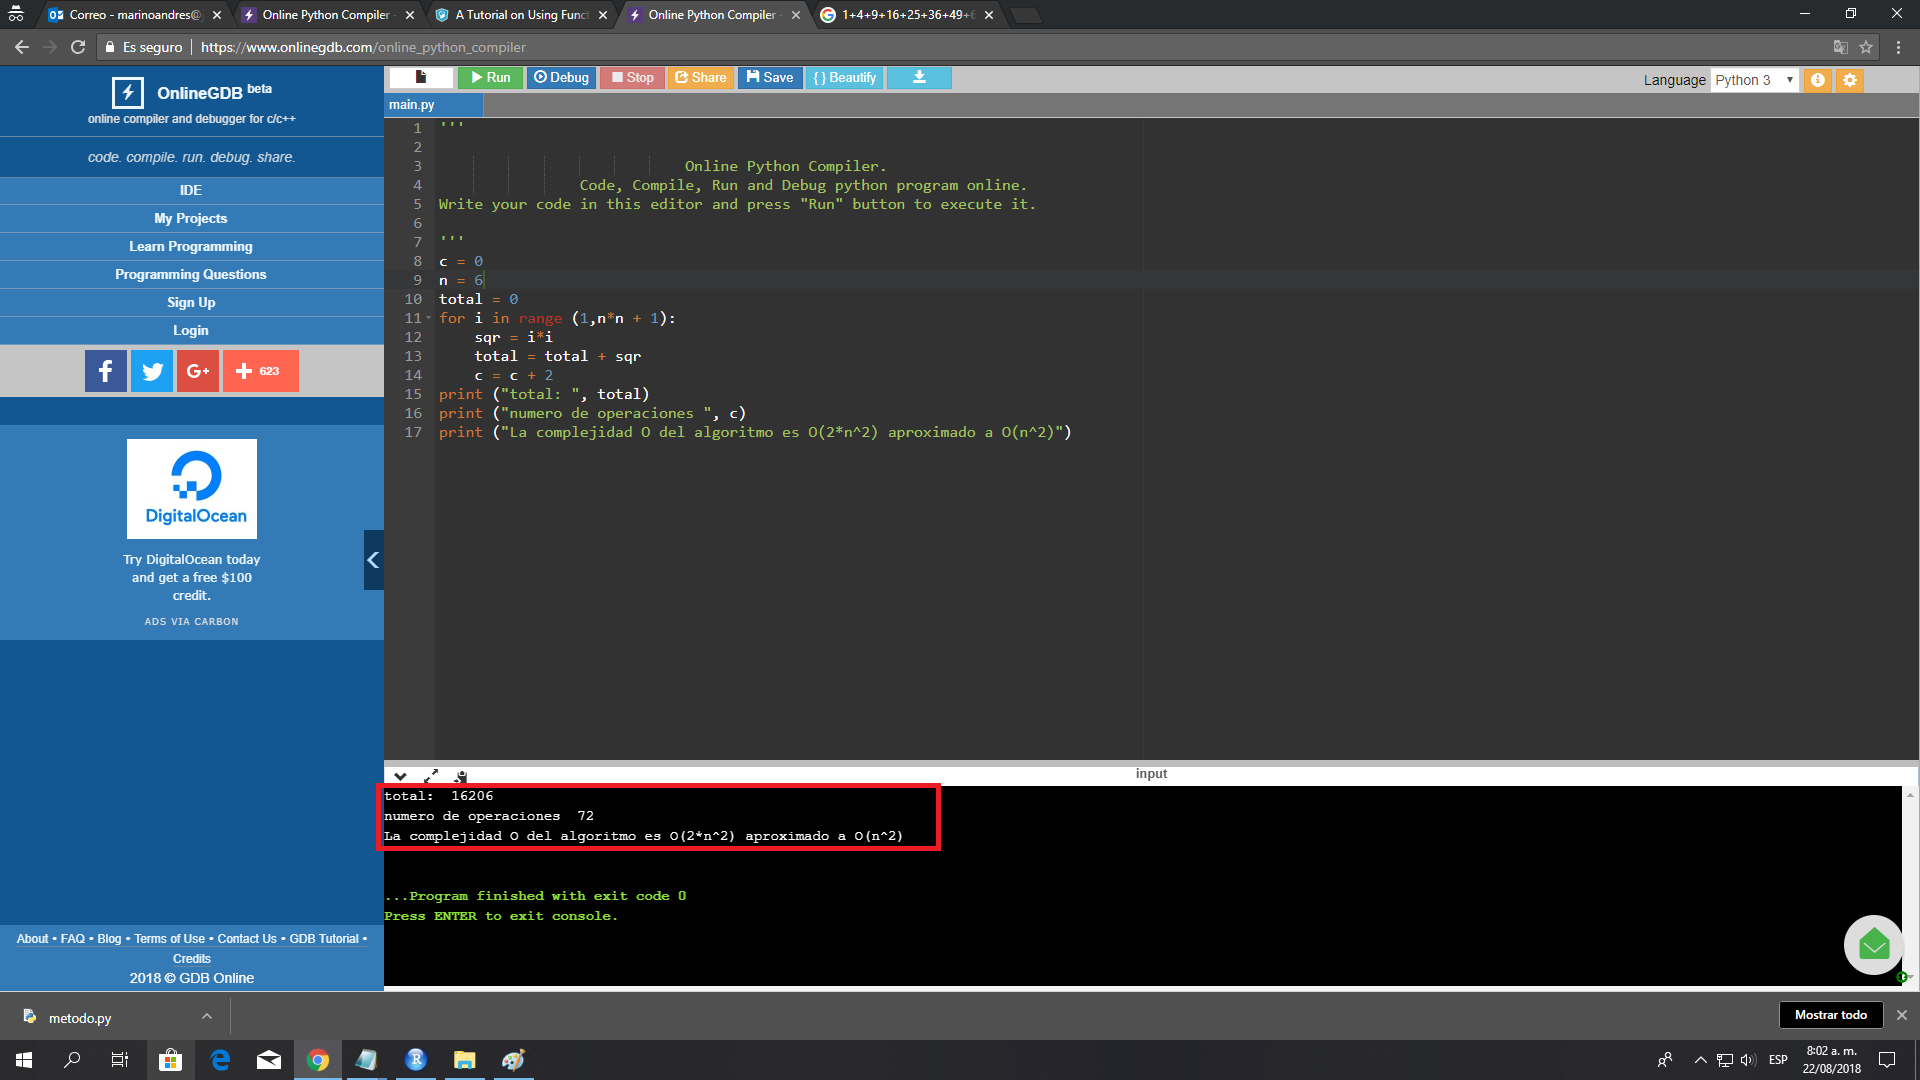 Correo - marinoandres@
Online Python Compiler -
A Tutorial on Using Funct
Online Python Compiler -
1+4+9+16+25+36+49+6
Es seguro
https://www.onlinegdb.com/online_python_compiler
OnlineGDB beta
online compiler and debugger for c/c++
code. compile. run. debug. share.
IDE
My Projects
Learn Programming
Programming Questions
Sign Up
Login
623
DigitalOcean
Try DigitalOcean today
and get a free $100
credit.
ADS VIA CARBON
About • FAQ • Blog • Terms of Use • Contact Us • GDB Tutorial •
Credits
2018 © GDB Online
Run
Debug
Stop
Share
Save
{ } Beautify
Language
Python 3
main.py
1 '''
2
3 Online Python Compiler.
4 Code, Compile, Run and Debug python program online.
5 Write your code in this editor and press "Run" button to execute it.
6
7 '''
8 c = 0
9 n = 6
10 total = 0
11 for i in range (1,n*n + 1):
12 sqr = i*i
13 total = total + sqr
14 c = c + 2
15 print ("total: ", total)
16 print ("numero de operaciones ", c)
17 print ("La complejidad O del algoritmo es O(2*n^2) aproximado a O(n^2)")
input
total:  16206
numero de operaciones  72
La complejidad O del algoritmo es O(2*n^2) aproximado a O(n^2)
...Program finished with exit code 0
Press ENTER to exit console.
metodo.py
Mostrar todo
ESP
8:02 a. m.
22/08/2018